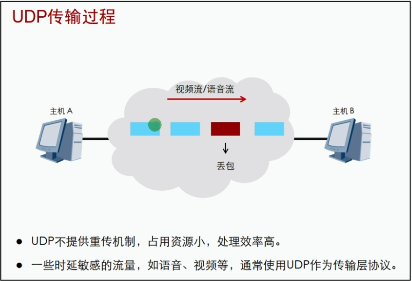 UDP传输过程
视频流/语音流
主机 A
主机 B
丢包
● UDP不提供重传机制，占用资源小，处理效率高。
● 一些时延敏感的流量，如语音、视频等，通常使用UDP作为传输层协议。